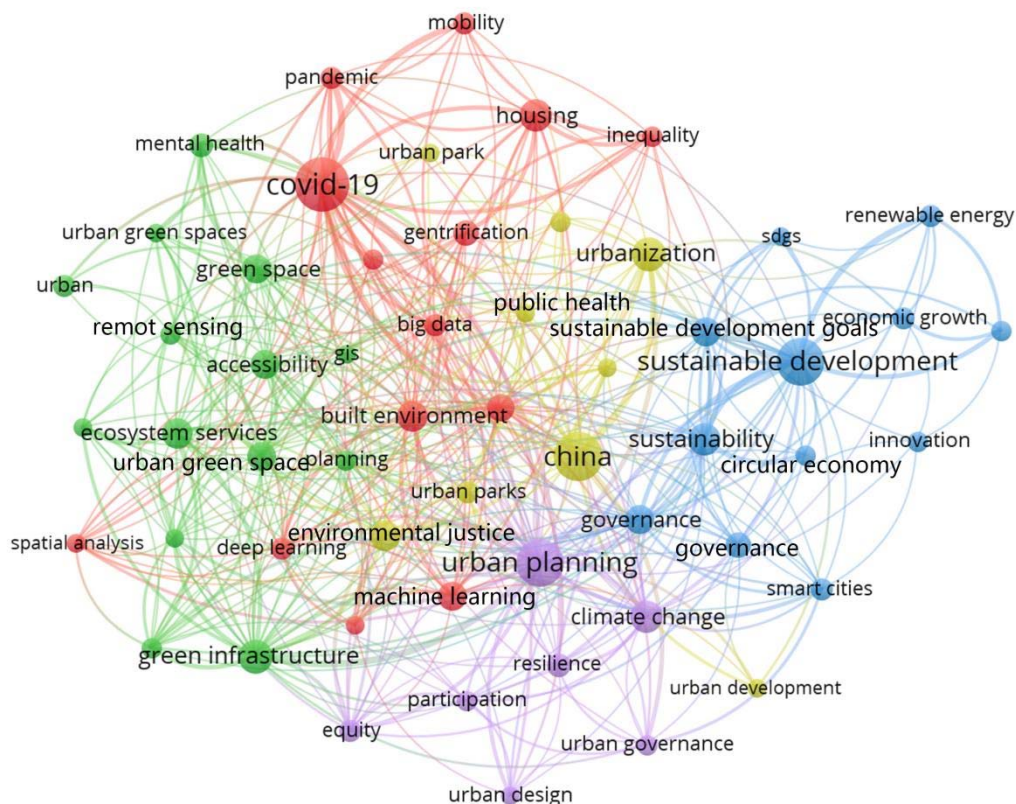 mobility
pandemic
housing
inequality
mental health
urban park
covid-19
renewable energy
urban green spaces
gentrification
sdgs
urbanization
green space
urban
public health
remot sensing
big data
sustainable development goals
economic growth
gis
accessibility
sustainable development
built environment
ecosystem services
sustainability
innovation
urban green space
planning
china
circular economy
urban parks
governance
environmental justice
spatial analysis
deep learning
governance
urban planning
smart cities
machine learning
climate change
green infrastructure
resilience
urban development
participation
equity
urban governance
urban design